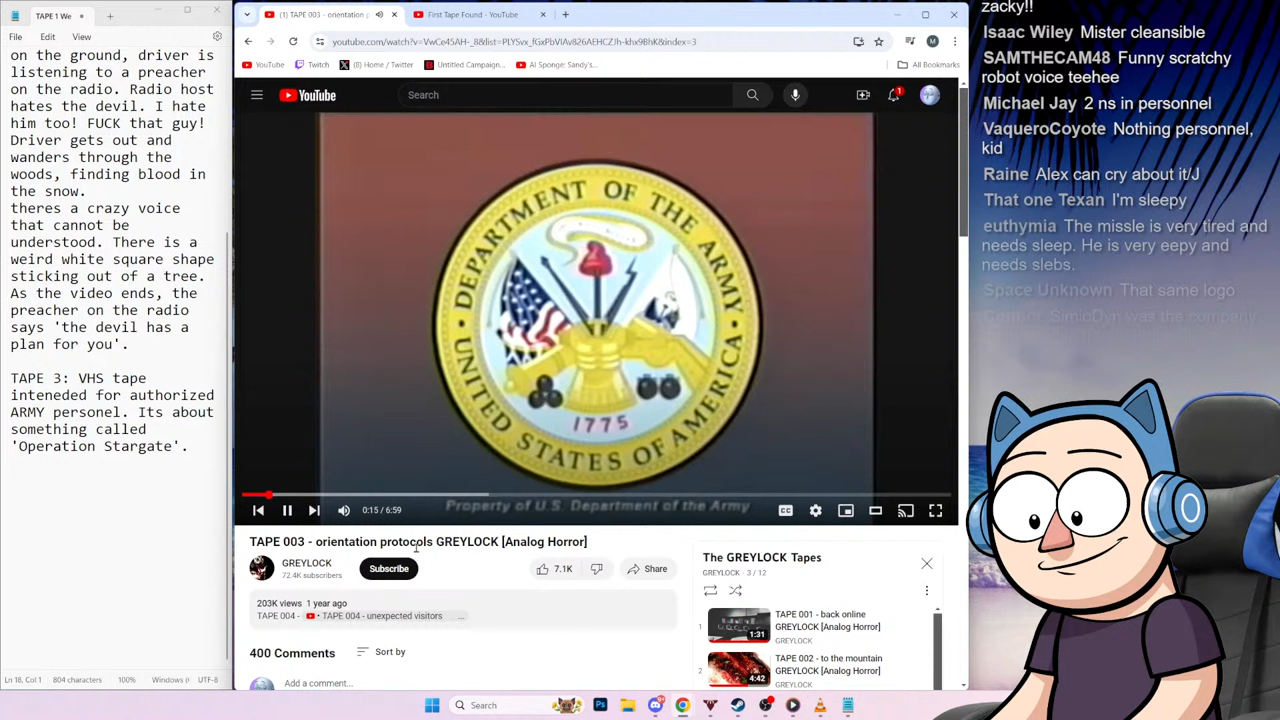 TAPE 1 We
File Edit View
on the ground, driver is
listening to a preacher
on the radio. Radio host
hates the devil. I hate
him too! FUCK that guy!
Driver gets out and
wanders through the
woods, finding blood in
the snow.
theres a crazy voice
that cannot be
understood. There is a
weird white square shape
sticking out of a tree.
As the video ends, the
preacher on the radio
says 'the devil has a
plan for you'.
TAPE 3: VHS tape
inteneded for authorized
ARMY personel. Its about
something called
'Operation Stargate'.
Ln 18, Col 1 804 characters 100% Windows ( UTF-8
(1) TAPE 003 - orientation p
First Tape Found - YouTube
youtube.com/watch?v=VwCe45AH-_8&list=PLYSvx_fGxPbVIAv826AEHCZJh-khx9BhK&index=3
YouTube Twitch (8) Home / Twitter Untitled Campaign... AI Sponge: Sandy's... All Bookmarks
YouTube
Search
1
M
DEPARTMENT OF THE ARMY
1775
UNITED STATES OF AMERICA
Property of U.S. Department of the Army
0:15 / 6:59
CC
TAPE 003 - orientation protocols GREYLOCK [Analog Horror]
GREYLOCK
72.4K subscribers
Subscribe
7.1K
Share
203K views 1 year ago
TAPE 004 - • TAPE 004 - unexpected visitors ...
400 Comments
Sort by
Add a comment...
The GREYLOCK Tapes
GREYLOCK - 3 / 12
1
TAPE 001 - back online
GREYLOCK [Analog Horror]
GREYLOCK
1:31
2
TAPE 002 - to the mountain
GREYLOCK [Analog Horror]
GREYLOCK
4:42
zacky!!
Isaac Wiley Mister cleansible
SAMTHECAM48 Funny scratchy
robot voice teehee
Michael Jay 2 ns in personnel
VaqueroCoyote Nothing personnel,
kid
Raine Alex can cry about it/J
That one Texan I'm sleepy
euthymia The missle is very tired and
needs sleep. He is very eepy and
needs slebs.
Space Unknown That same logo
SimioDyn was the company
Search
Ps